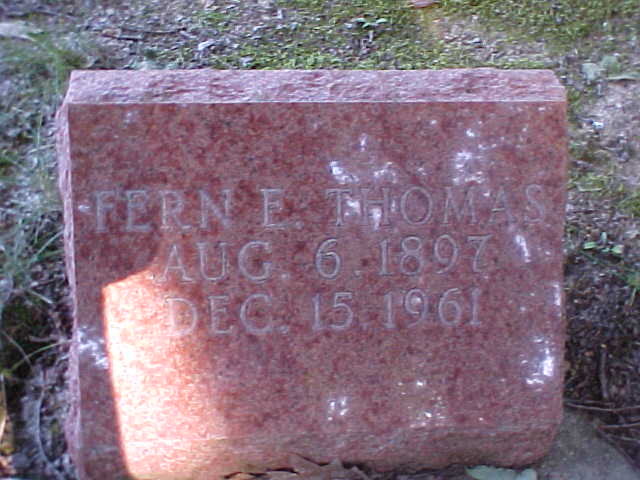 FERN E. THOMAS
AUG. 6. 1897
DEC. 15. 1961